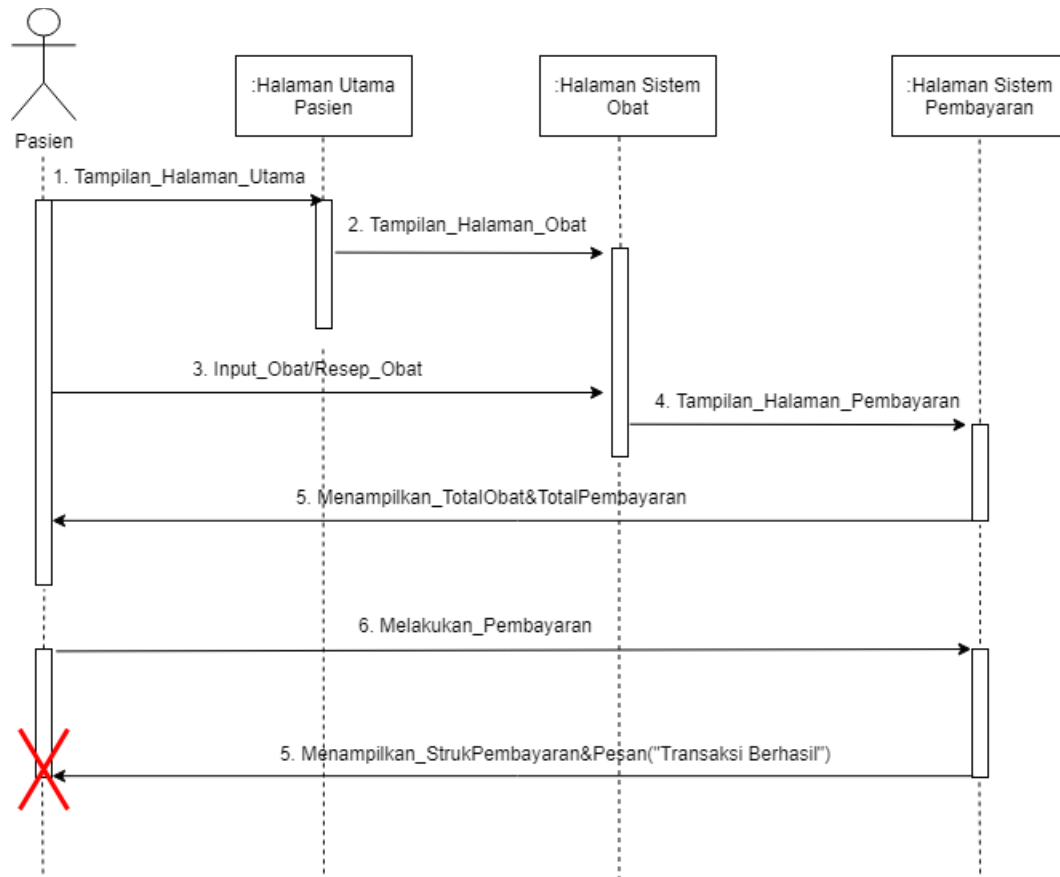 :Halaman Utama
Pasien
:Halaman Sistem
Obat
:Halaman Sistem
Pembayaran
Pasien
1. Tampilan_Halaman_Utama
2. Tampilan_Halaman_Obat
3. Input_Obat/Resep_Obat
4. Tampilan_Halaman_Pembayaran
5. Menampilkan_TotalObat&TotalPembayaran
6. Melakukan_Pembayaran
5. Menampilkan_StrukPembayaran&Pesan("Transaksi Berhasil")